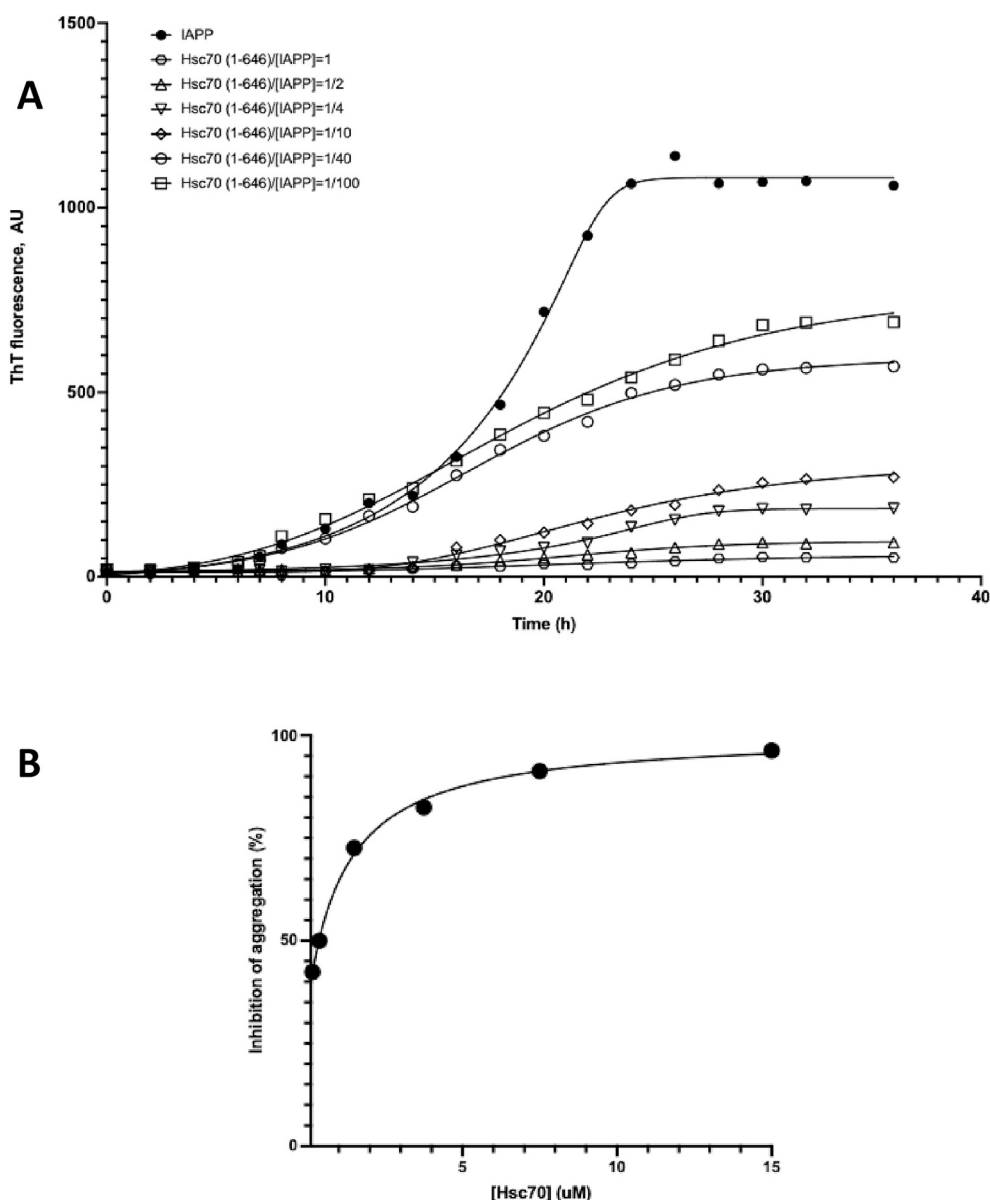 A
1500
1000
500
0
ThT fluorescence, AU
IAPP
Hsc70 (1-646)/[IAPP]=1
Hsc70 (1-646)/[IAPP]=1/2
Hsc70 (1-646)/[IAPP]=1/4
Hsc70 (1-646)/[IAPP]=1/10
Hsc70 (1-646)/[IAPP]=1/40
Hsc70 (1-646)/[IAPP]=1/100
0 10 20 30 40
Time (h)
B
100
50
0
Inhibition of aggregation (%)
5 10 15
[Hsc70] (uM)